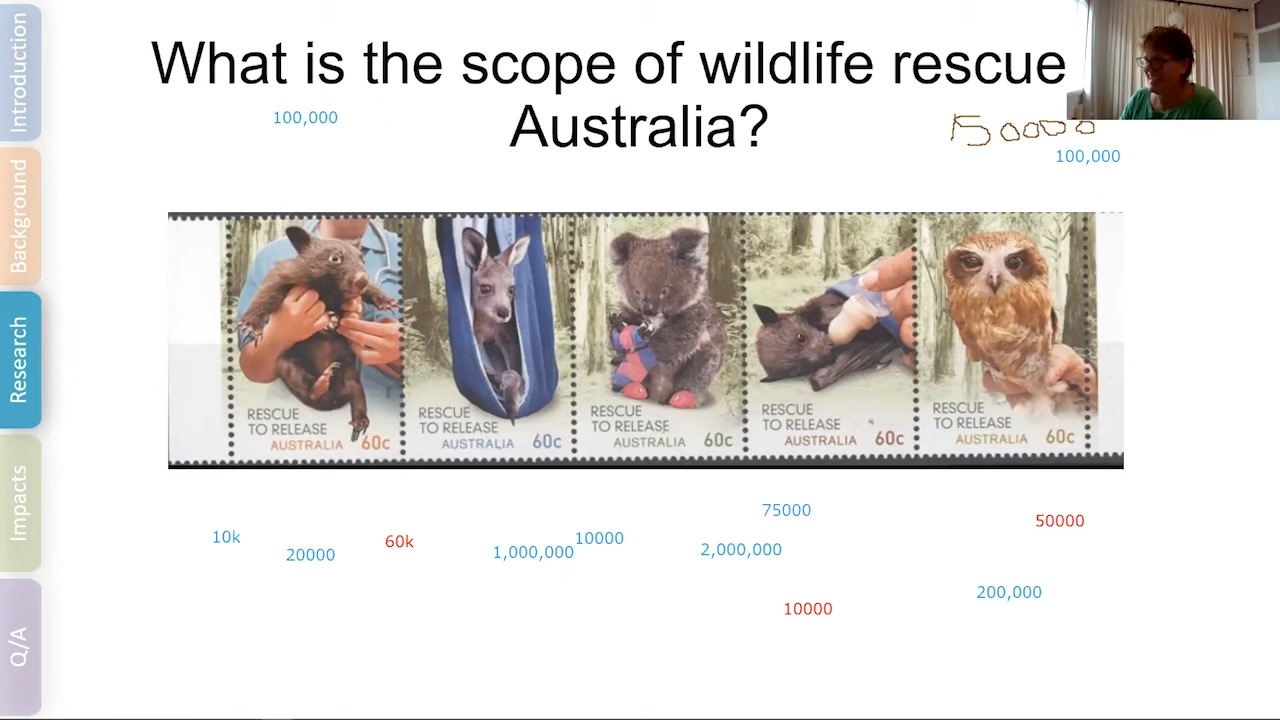 Introduction
Background
Research
Impacts
Q/A
What is the scope of wildlife rescue
Australia?
100,000
50000
100,000
RESCUE
TO RELEASE
AUSTRALIA 60c
RESCUE
TO RELEASE
AUSTRALIA 60c
RESCUE
TO RELEASE
AUSTRALIA 60c
RESCUE
TO RELEASE
AUSTRALIA 60c
RESCUE
TO RELEASE
AUSTRALIA 60c
75000
50000
10k
60k
10000
20000
1,000,000
2,000,000
200,000
10000